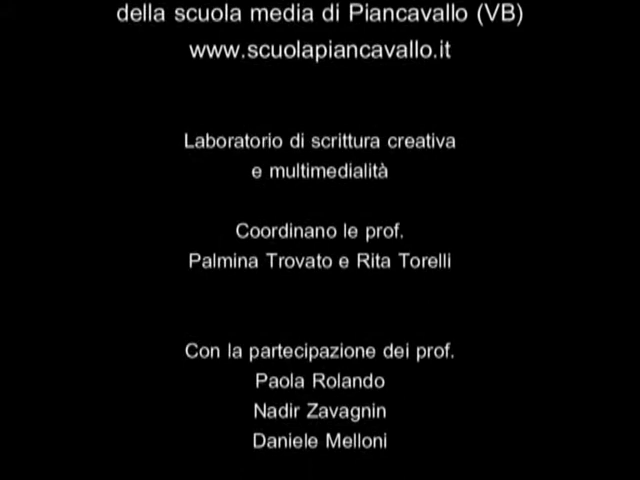 della scuola media di Piancavallo (VB)
www.scuolapiancavallo.it
Laboratorio di scrittura creativa
e multimedialità
Coordinano le prof.
Palmina Trovato e Rita Torelli
Con la partecipazione dei prof.
Paola Rolando
Nadir Zavagnin
Daniele Melloni